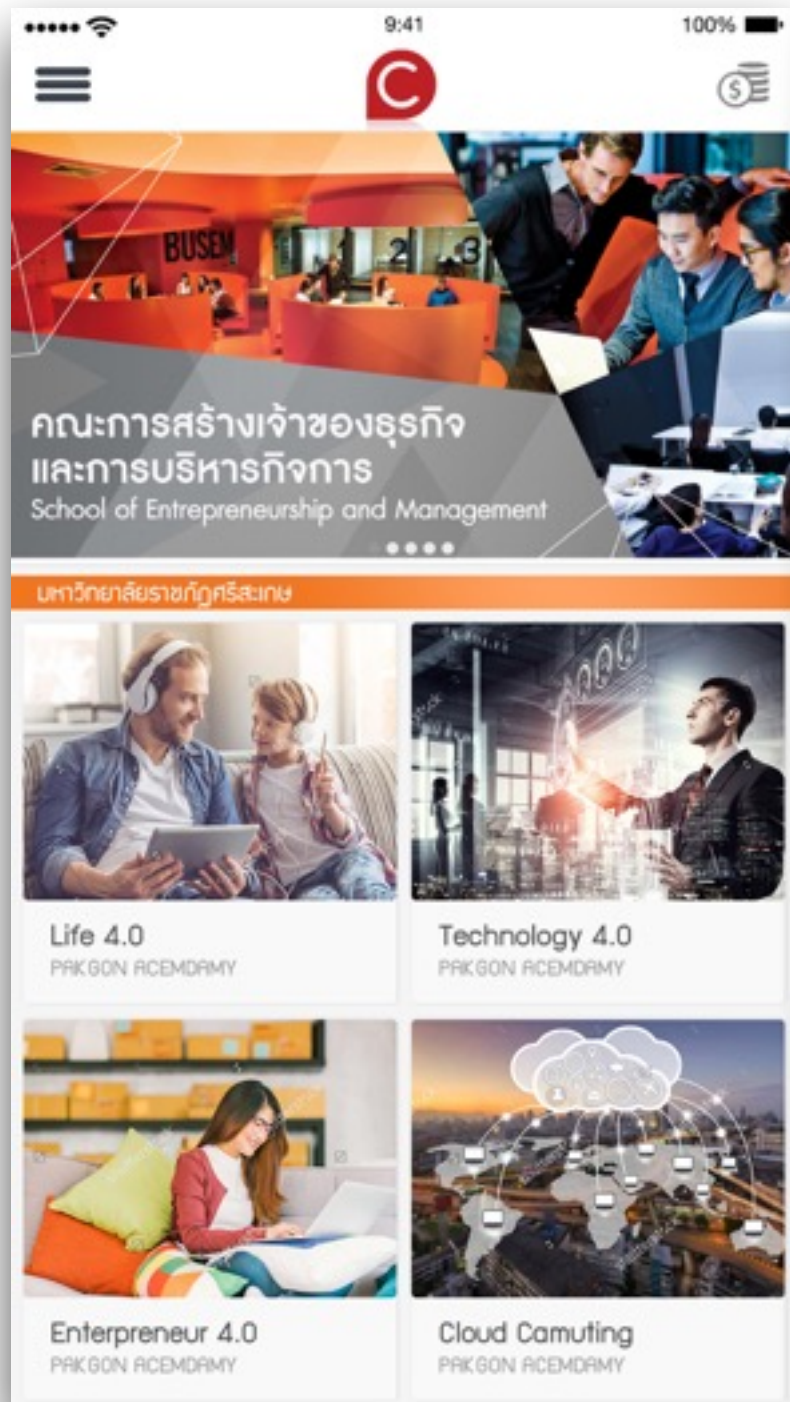 9:41
100%
C
BUSEM
1 2 3
คณะการสร้างเจ้าของธุรกิจ
และการบริหารกิจการ
School of Entrepreneurship and Management
มหาวิทยาลัยราชภัฏศรีสะเกษ
Life 4.0
PAKGON ACEMDAMY
Technology 4.0
PAKGON ACEMDAMY
Enterpreneur 4.0
PAKGON ACEMDAMY
Cloud Camuting
PAKGON ACEMDAMY